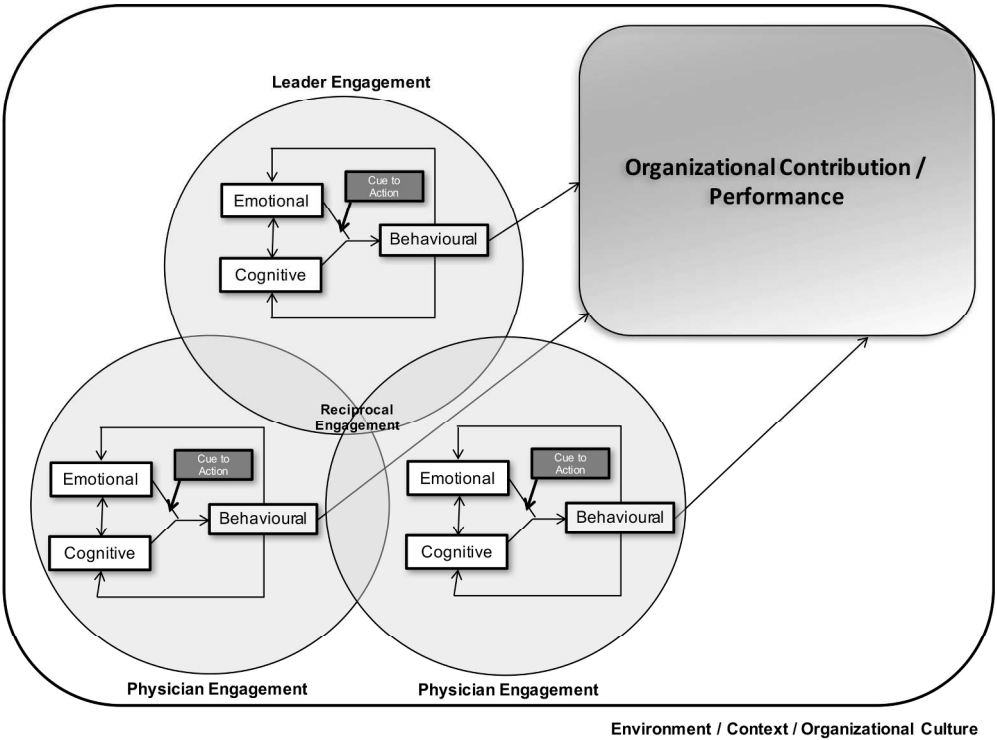 Leader Engagement
Organizational Contribution /
Performance
Cue to
Action
Emotional
Behavioural
Cognitive
Reciprocal
Engagement
Cue to
Action
Emotional
Behavioural
Cognitive
Cue to
Action
Emotional
Behavioural
Cognitive
Physician Engagement
Physician Engagement
Environment / Context / Organizational Culture